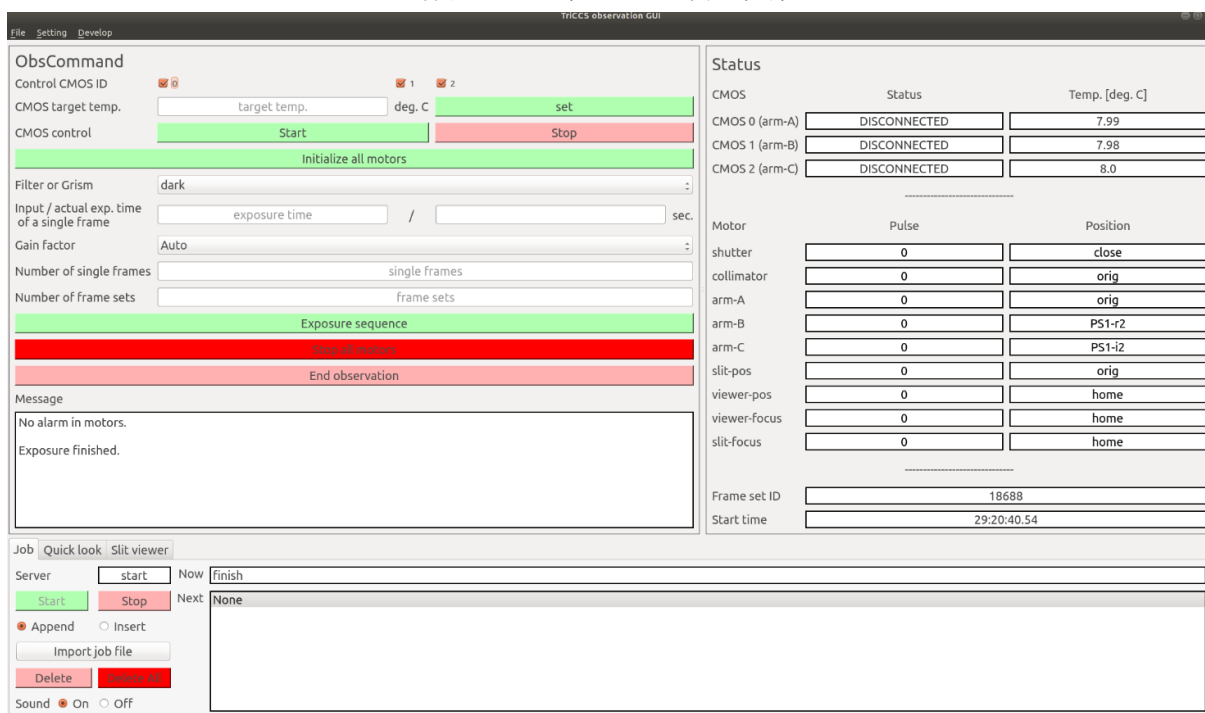 TriCCS observation GUI
File Setting Develop
ObsCommand
Control CMOS ID 0 1 2
CMOS target temp. target temp. deg. C set
CMOS control Start Stop
Initialize all motors
Filter or Grism dark
Input / actual exp. time
of a single frame exposure time / sec.
Gain factor Auto
Number of single frames single frames
Number of frame sets frame sets
Exposure sequence
Stop all motors
End observation
Message
No alarm in motors.
Exposure finished.
Status
CMOS Status Temp. [deg. C]
CMOS 0 (arm-A) DISCONNECTED 7.99
CMOS 1 (arm-B) DISCONNECTED 7.98
CMOS 2 (arm-C) DISCONNECTED 8.0
------------------------------
Motor Pulse Position
shutter 0 close
collimator 0 orig
arm-A 0 orig
arm-B 0 PS1-r2
arm-C 0 PS1-i2
slit-pos 0 orig
viewer-pos 0 home
viewer-focus 0 home
slit-focus 0 home
------------------------------
Frame set ID 18688
Start time 29:20:40.54
Job Quick look Slit viewer
Server start Now finish
Start Stop Next None
Append Insert
Import job file
Delete Delete All
Sound On Off